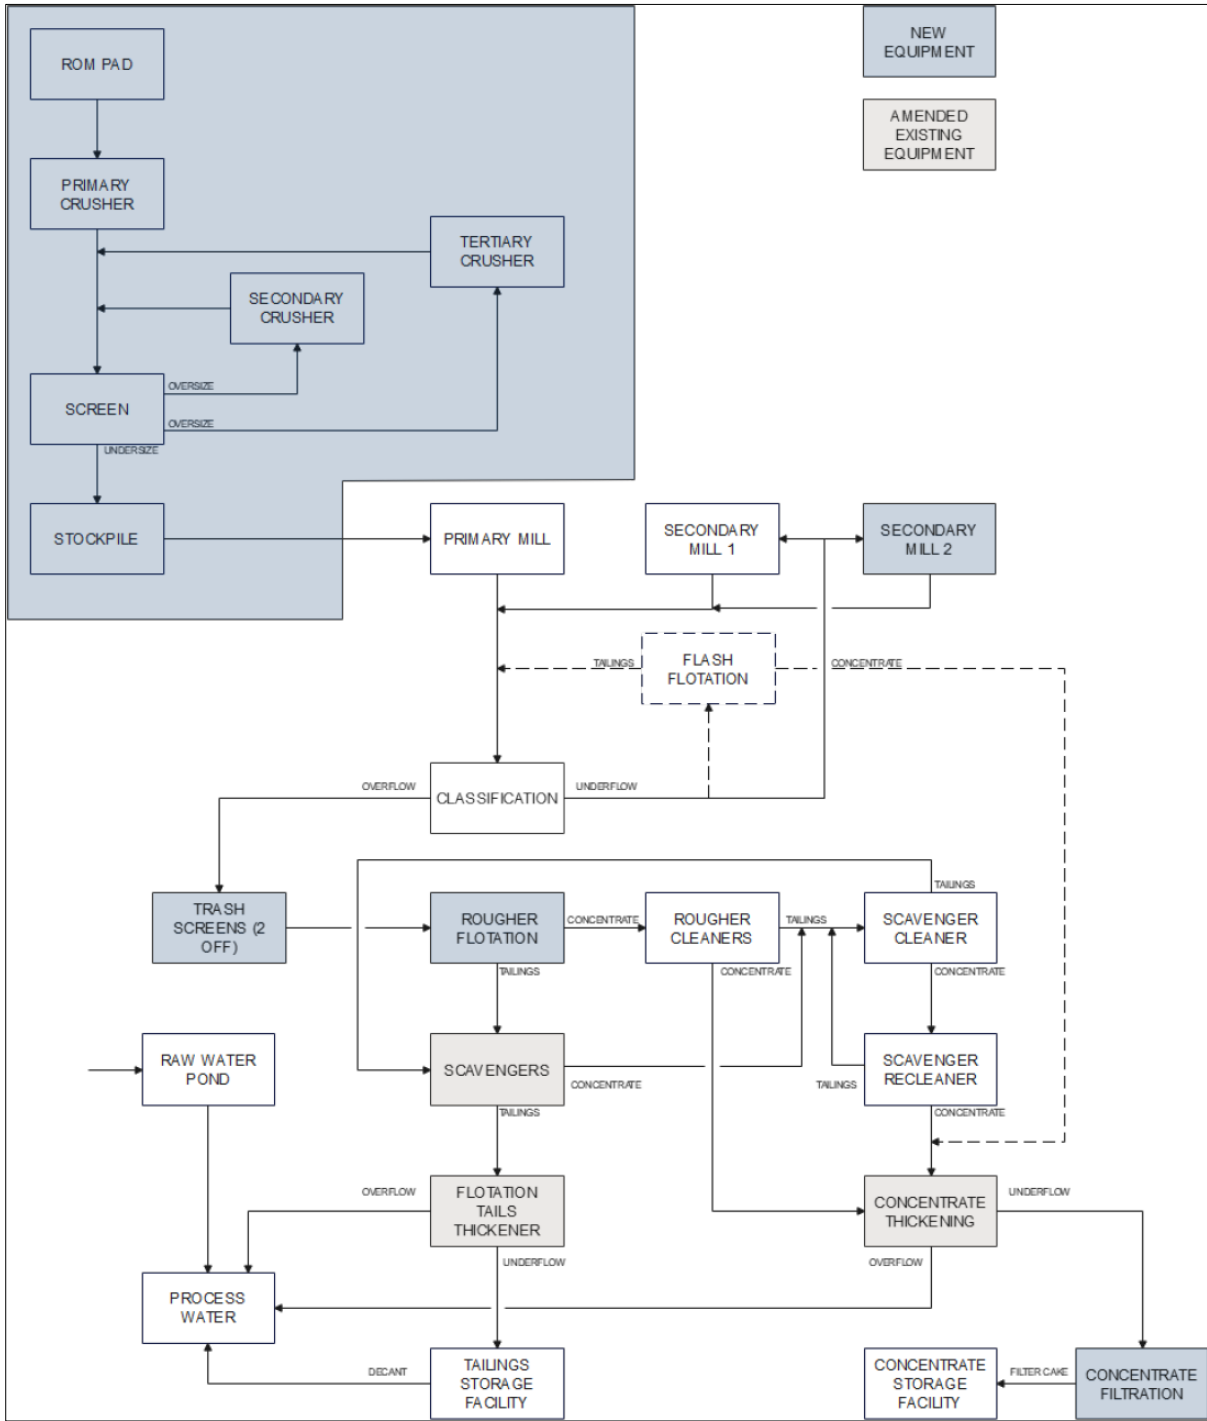 NEW
EQUIPMENT
ROM PAD
AMENDED
EXISTING
EQUIPMENT
PRIMARY
CRUSHER
TERTIARY
CRUSHER
SECONDARY
CRUSHER
OVERSIZE
SCREEN
OVERSIZE
UNDERSIZE
STOCKPILE
PRIMARY MILL
SECONDARY
MILL 1
SECONDARY
MILL 2
TAILINGS
FLASH
FLOTATION
CONCENTRATE
OVERFLOW
CLASSIFICATION
UNDERFLOW
TAILINGS
TRASH
SCREENS (2
OFF)
ROUGHER
FLOTATION
CONCENTRATE
ROUGHER
CLEANERS
TAILINGS
SCAVENGER
CLEANER
TAILINGS
CONCENTRATE
CONCENTRATE
RAW WATER
POND
SCAVENGERS
CONCENTRATE
SCAVENGER
RECLEANER
TAILINGS
TAILINGS
CONCENTRATE
OVERFLOW
FLOTATION
TAILS
THICKENER
CONCENTRATE
THICKENING
UNDERFLOW
UNDERFLOW
OVERFLOW
PROCESS
WATER
DECANT
TAILINGS
STORAGE
FACILITY
CONCENTRATE
STORAGE
FACILITY
FILTER CAKE
CONCENTRATE
FILTRATION